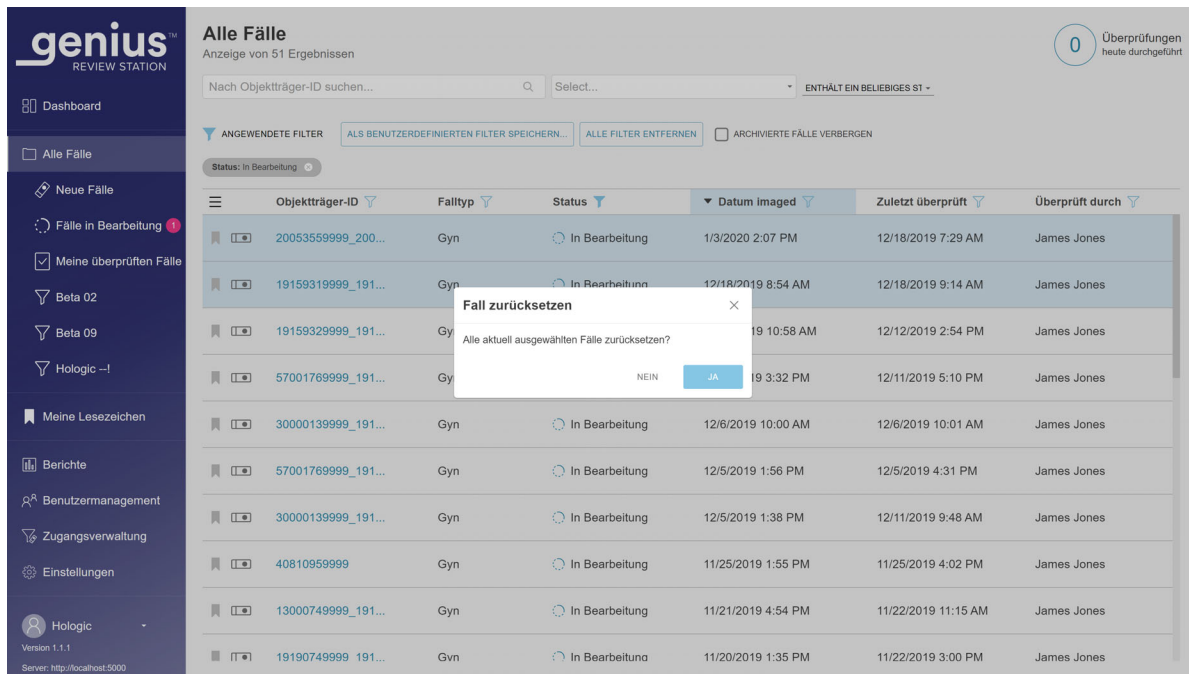 genius™
REVIEW STATION
Dashboard
Alle Fälle
Neue Fälle
Fälle in Bearbeitung 1
Meine überprüften Fälle
Beta 02
Beta 09
Hologic --!
Meine Lesezeichen
Berichte
Benutzermanagement
Zugangsverwaltung
Einstellungen
Hologic
Version 1.1.1
Server: http://localhost:5000
Alle Fälle
Anzeige von 51 Ergebnissen
0 Überprüfungen
heute durchgeführt
Nach Objektträger-ID suchen... Select... ENTHÄLT EIN BELIEBIGES ST
ANGEWENDETE FILTER ALS BENUTZERDEFINIERTEN FILTER SPEICHERN... ALLE FILTER ENTFERNEN ARCHIVIERTE FÄLLE VERBERGEN
Status: In Bearbeitung
Objektträger-ID Falltyp Status Datum imaged Zuletzt überprüft Überprüft durch
20053559999_200... Gyn In Bearbeitung 1/3/2020 2:07 PM 12/18/2019 7:29 AM James Jones
19159319999_191... Gyn In Bearbeitung 12/18/2019 8:54 AM 12/18/2019 9:14 AM James Jones
19159329999_191... Gy 19 10:58 AM 12/12/2019 2:54 PM James Jones
57001769999_191... Gy 19 3:32 PM 12/11/2019 5:10 PM James Jones
30000139999_191... Gyn In Bearbeitung 12/6/2019 10:00 AM 12/6/2019 10:01 AM James Jones
57001769999_191... Gyn In Bearbeitung 12/5/2019 1:56 PM 12/5/2019 4:31 PM James Jones
30000139999_191... Gyn In Bearbeitung 12/5/2019 1:38 PM 12/11/2019 9:48 AM James Jones
40810959999 Gyn In Bearbeitung 11/25/2019 1:55 PM 11/25/2019 4:02 PM James Jones
13000749999_191... Gyn In Bearbeitung 11/21/2019 4:54 PM 11/22/2019 11:15 AM James Jones
19190749999_191... Gyn In Bearbeitung 11/20/2019 1:35 PM 11/22/2019 3:00 PM James Jones
Fall zurücksetzen
Alle aktuell ausgewählten Fälle zurücksetzen?
NEIN JA